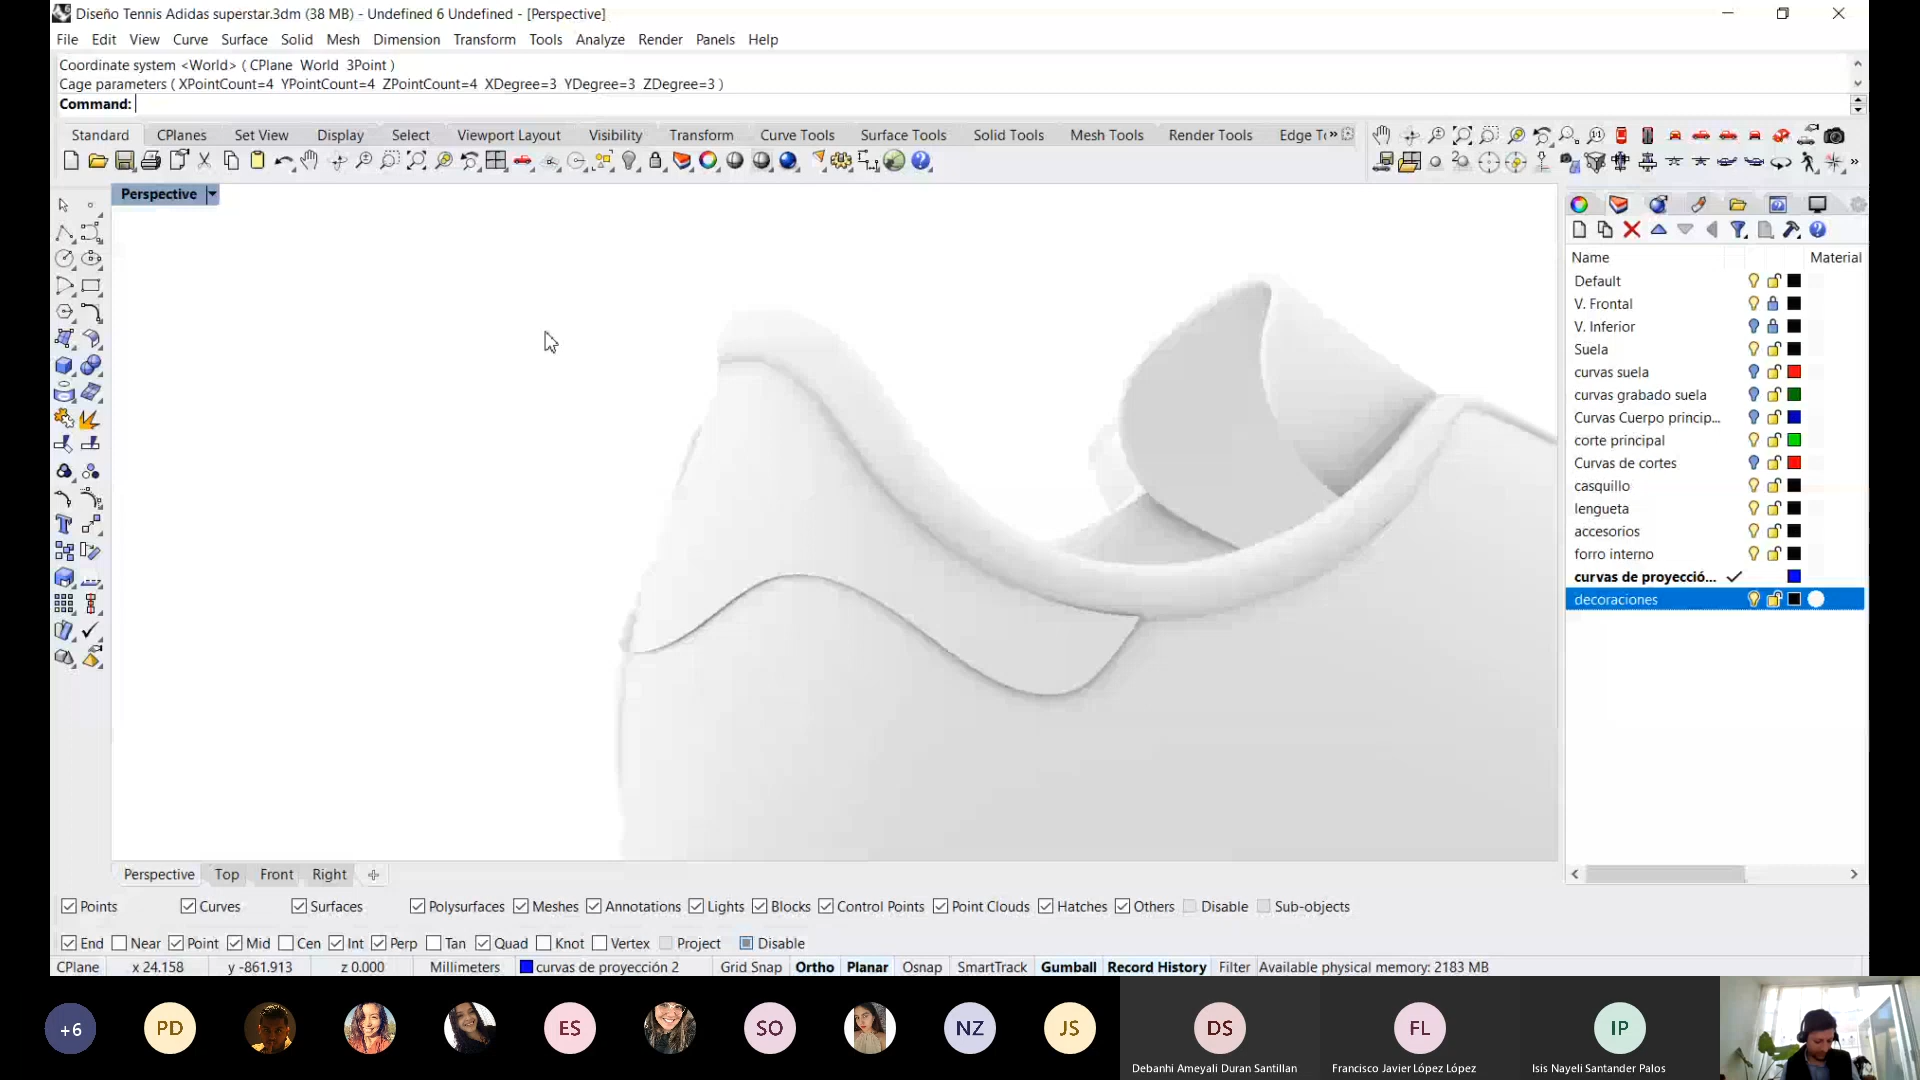 Diseño Tennis Adidas superstar.3dm (38 MB) - Undefined 6 Undefined - [Perspective]
File Edit View Curve Surface Solid Mesh Dimension Transform Tools Analyze Render Panels Help
Coordinate system <World> ( CPlane World 3Point )
Cage parameters ( XPointCount=4 YPointCount=4 ZPointCount=4 XDegree=3 YDegree=3 ZDegree=3 )
Command:
Standard CPlanes Set View Display Select Viewport Layout Visibility Transform Curve Tools Surface Tools Solid Tools Mesh Tools Render Tools Edge T
Perspective
Name Material
Default
V. Frontal
V. Inferior
Suela
curvas suela
curvas grabado suela
Curvas Cuerpo princip...
corte principal
Curvas de cortes
casquillo
lengueta
accesorios
forro interno
curvas de proyecció...
decoraciones
Perspective Top Front Right
Points Curves Surfaces Polysurfaces Meshes Annotations Lights Blocks Control Points Point Clouds Hatches Others Disable Sub-objects
End Near Point Mid Cen Int Perp Tan Quad Knot Vertex Project Disable
CPlane x 24.158 y -861.913 z 0.000 Millimeters curvas de proyección 2 Grid Snap Ortho Planar Osnap SmartTrack Gumball Record History Filter Available physical memory: 2183 MB
+6 PD ES SO NZ JS DS FL IP
Debanhi Ameyali Duran Santillan Francisco Javier López López Isis Nayeli Santander Palos